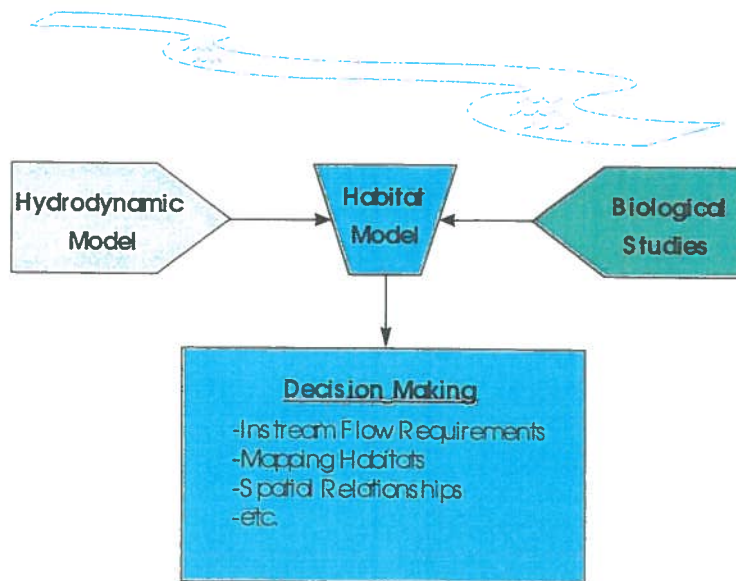 Hydrodynamic
Model
Habitat
Model
Biological
Studies
Decision Making
-Instream Flow Requirements
-Mapping Habitats
-Spatial Relationships
-etc.